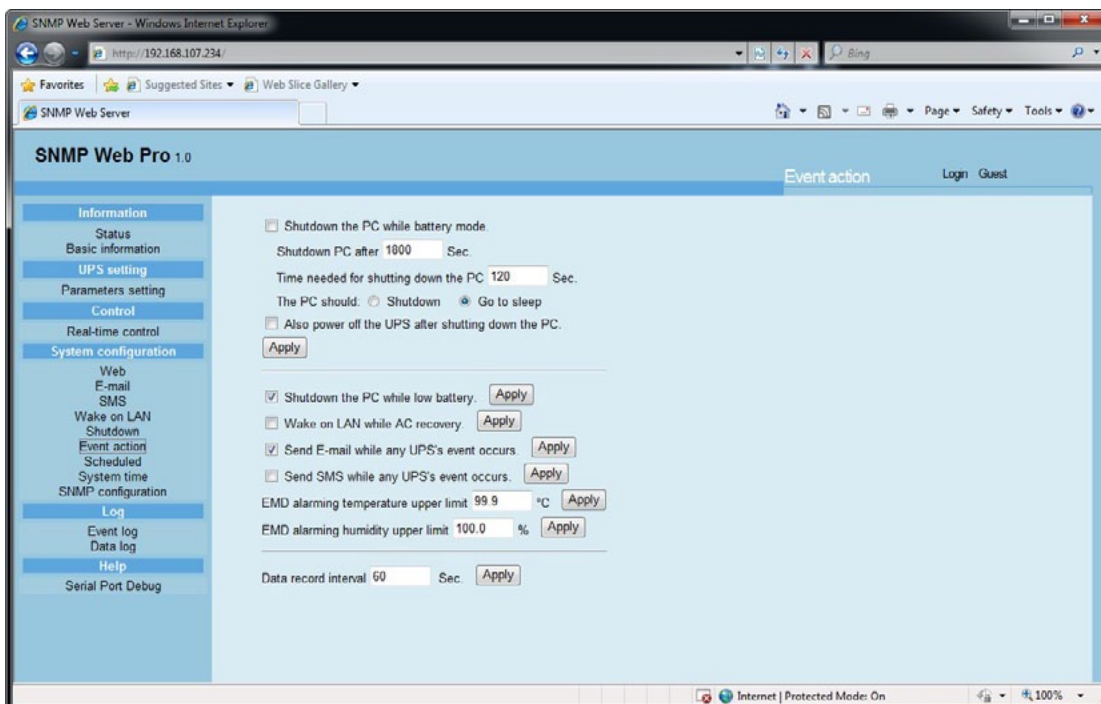 SNMP Web Server - Windows Internet Explorer
http://192.168.107.234/
Bing
Favorites Suggested Sites Web Slice Gallery
SNMP Web Server
Page Safety Tools
SNMP Web Pro 1.0
Event action
Login Guest
Information
Status
Basic information
UPS setting
Parameters setting
Control
Real-time control
System configuration
Web
E-mail
SMS
Wake on LAN
Shutdown
Event action
Scheduled
System time
SNMP configuration
Log
Event log
Data log
Help
Serial Port Debug
Shutdown the PC while battery mode.
Shutdown PC after 1800 Sec.
Time needed for shutting down the PC 120 Sec.
The PC should: Shutdown Go to sleep
Also power off the UPS after shutting down the PC.
Apply
Shutdown the PC while low battery. Apply
Wake on LAN while AC recovery. Apply
Send E-mail while any UPS's event occurs. Apply
Send SMS while any UPS's event occurs. Apply
EMD alarming temperature upper limit 99.9 °C Apply
EMD alarming humidity upper limit 100.0 % Apply
Data record interval 60 Sec. Apply
Internet | Protected Mode: On
100%